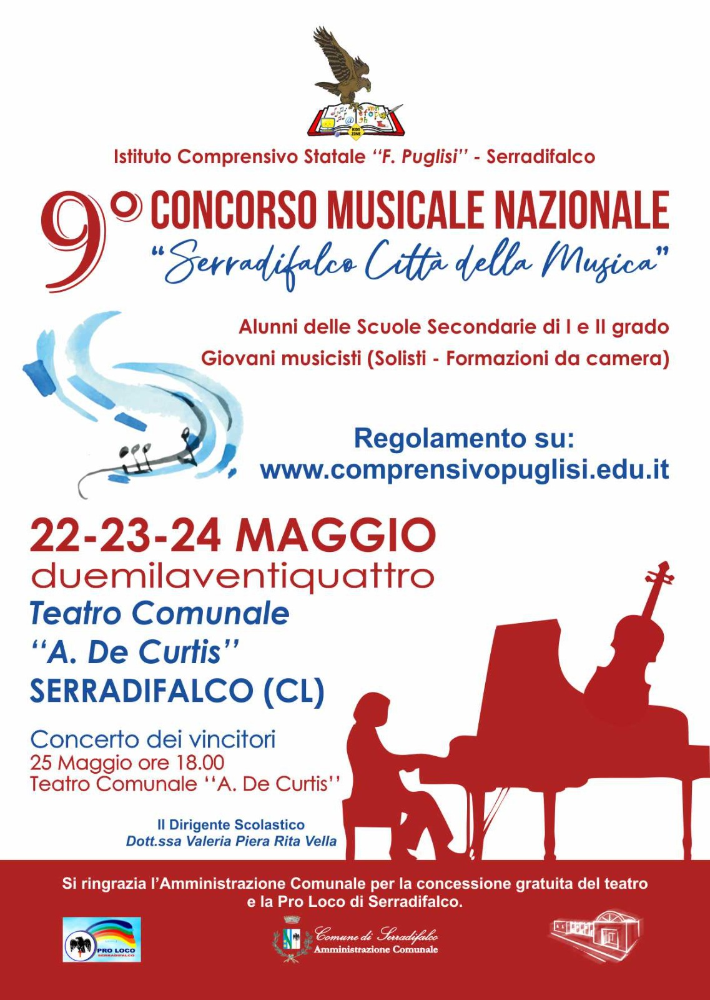 Istituto Comprensivo Statale ‘‘F. Puglisi’’ - Serradifalco
9° CONCORSO MUSICALE NAZIONALE
“Serradifalco Città della Musica”
Alunni delle Scuole Secondarie di I e II grado
Giovani musicisti (Solisti - Formazioni da camera)
Regolamento su:
www.comprensivopuglisi.edu.it
22-23-24 MAGGIO
duemilaventiquattro
Teatro Comunale
‘‘A. De Curtis’’
SERRADIFALCO (CL)
Concerto dei vincitori
25 Maggio ore 18.00
Teatro Comunale ‘‘A. De Curtis’’
Il Dirigente Scolastico
Dott.ssa Valeria Piera Rita Vella
Si ringrazia l’Amministrazione Comunale per la concessione gratuita del teatro
e la Pro Loco di Serradifalco.
PRO LOCO
SERRADIFALCO
Comune di Serradifalco
Amministrazione Comunale
KIDS
ZONE